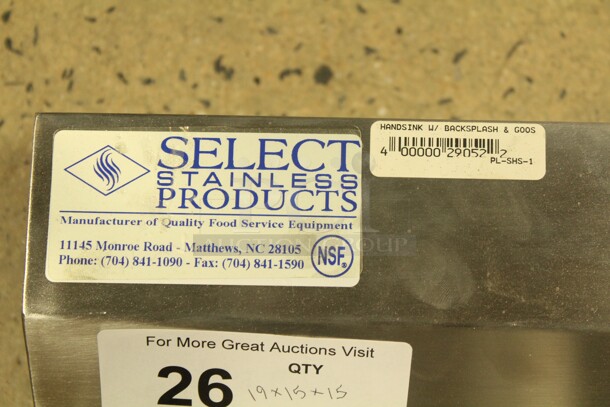 SELECT
STAINLESS
PRODUCTS
Manufacturer of Quality Food Service Equipment
11145 Monroe Road - Matthews, NC 28105
Phone: (704) 841-1090 - Fax: (704) 841-1590
NSF®
HANDSINK W/ BACKSPLASH & GOOS
4 00000 29052 7
PL-SHS-1
For More Great Auctions Visit
QTY
26 19x15x15